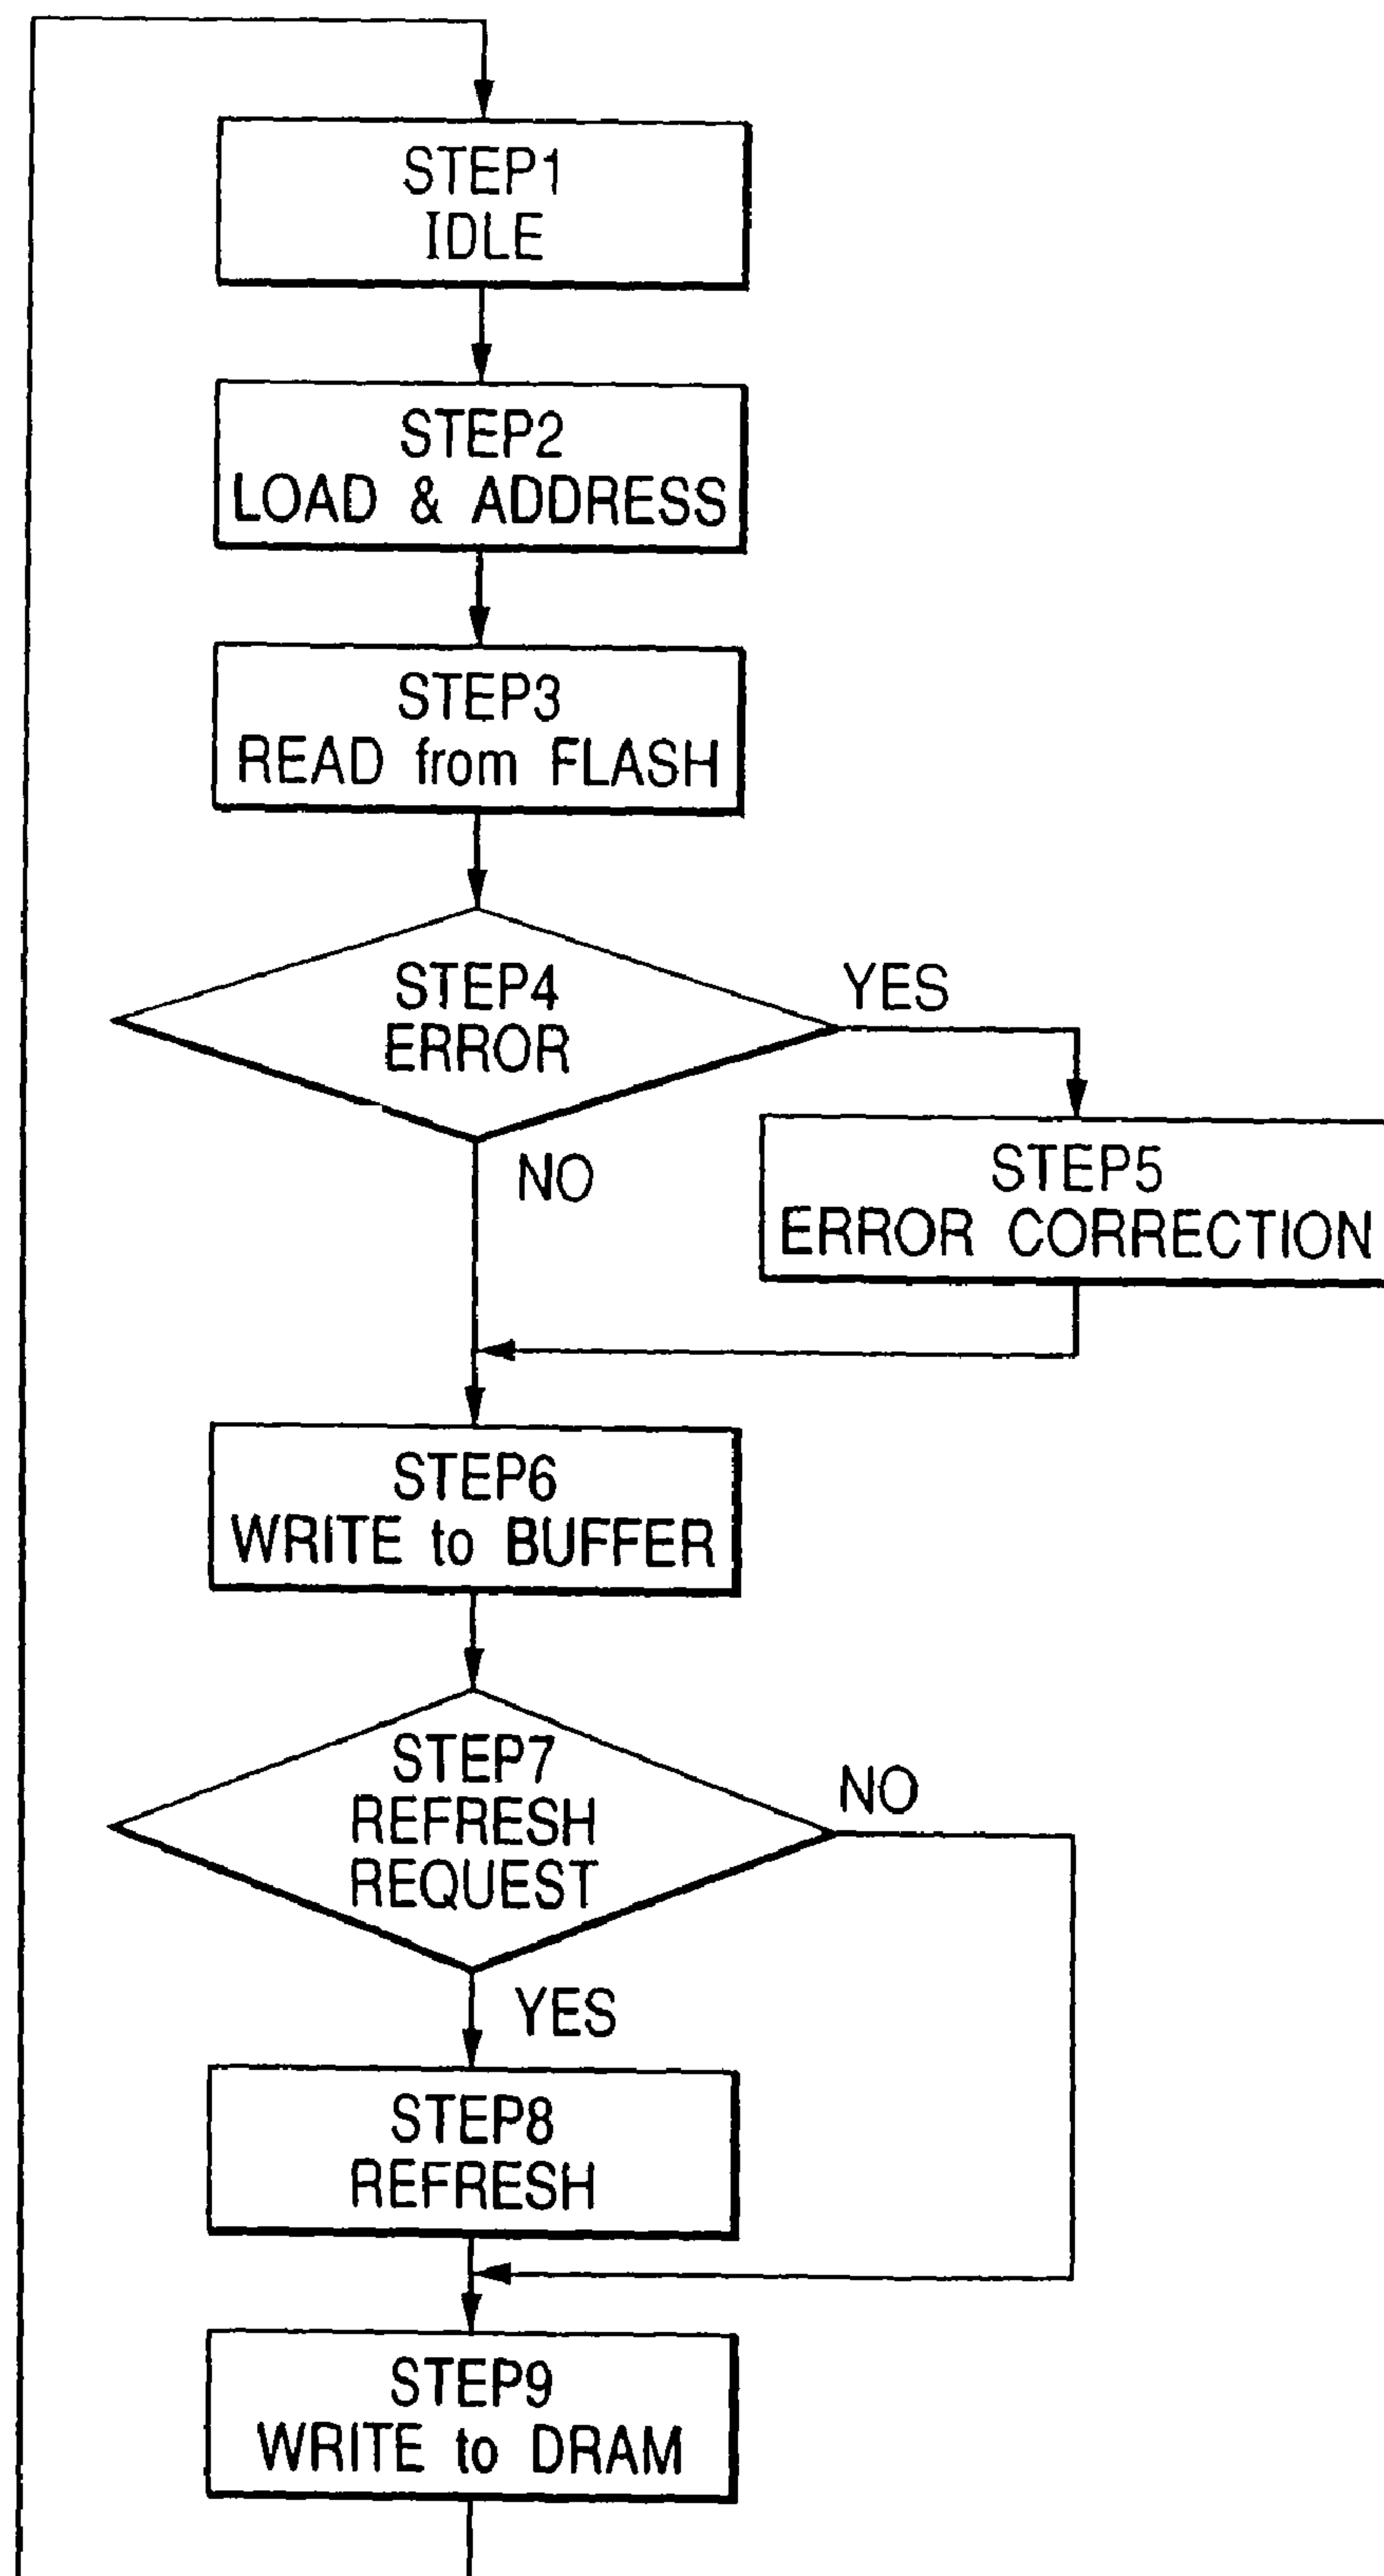 STEP1
IDLE
STEP2
LOAD & ADDRESS
STEP3
READ from FLASH
STEP4
ERROR
YES
NO
STEP5
ERROR CORRECTION
STEP6
WRITE to BUFFER
STEP7
REFRESH
REQUEST
NO
YES
STEP8
REFRESH
STEP9
WRITE to DRAM